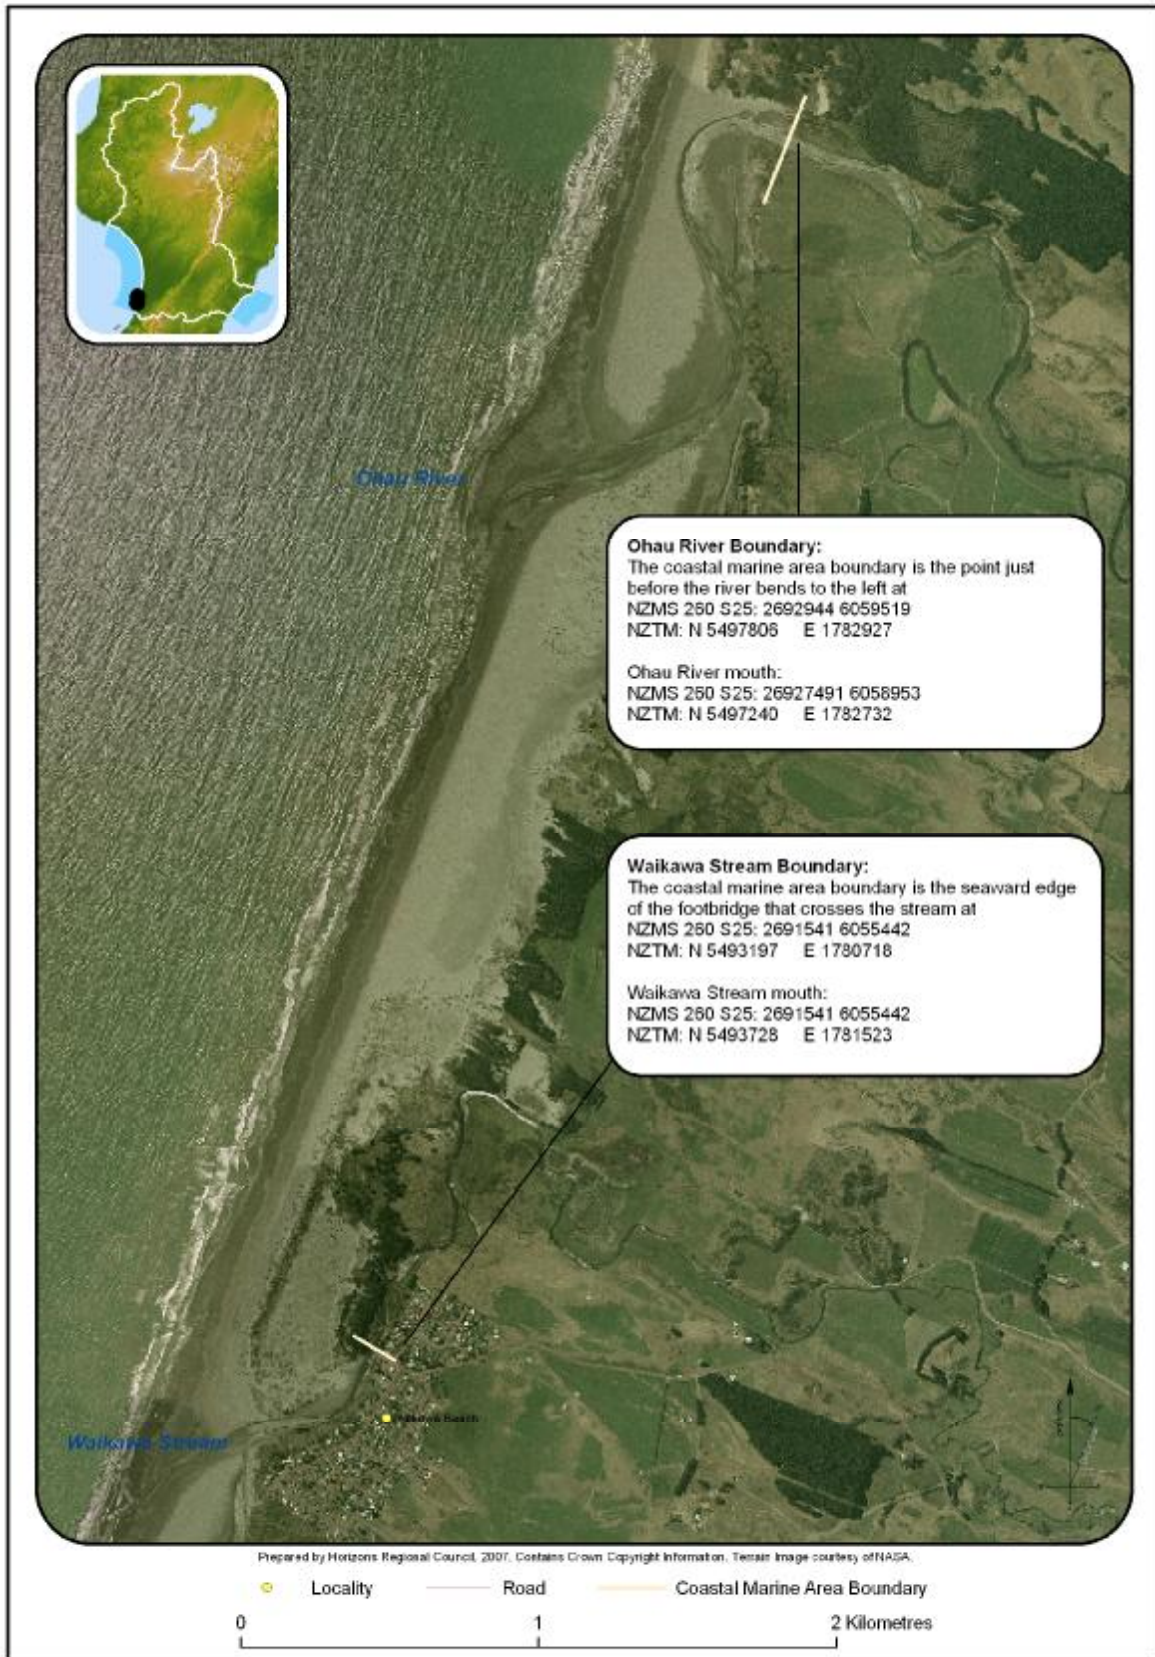 Ohau River
Ohau River Boundary:
The coastal marine area boundary is the point just
before the river bends to the left at
NZMS 260 S25: 2692944 6059519
NZTM: N 5497806 E 1782927
Ohau River mouth:
NZMS 260 S25: 26927491 6058953
NZTM: N 5497240 E 1782732
Waikawa Stream Boundary:
The coastal marine area boundary is the seaward edge
of the footbridge that crosses the stream at
NZMS 260 S25: 2691541 6055442
NZTM: N 5493197 E 1780718
Waikawa Stream mouth:
NZMS 260 S25: 2691541 6055442
NZTM: N 5493728 E 1781523
Waikawa Beach
Waikawa Stream
Prepared by Horizons Regional Council, 2007. Contains Crown Copyright Information. Terrain Image courtesy of NASA.
Locality Road Coastal Marine Area Boundary
0 1 2 Kilometres